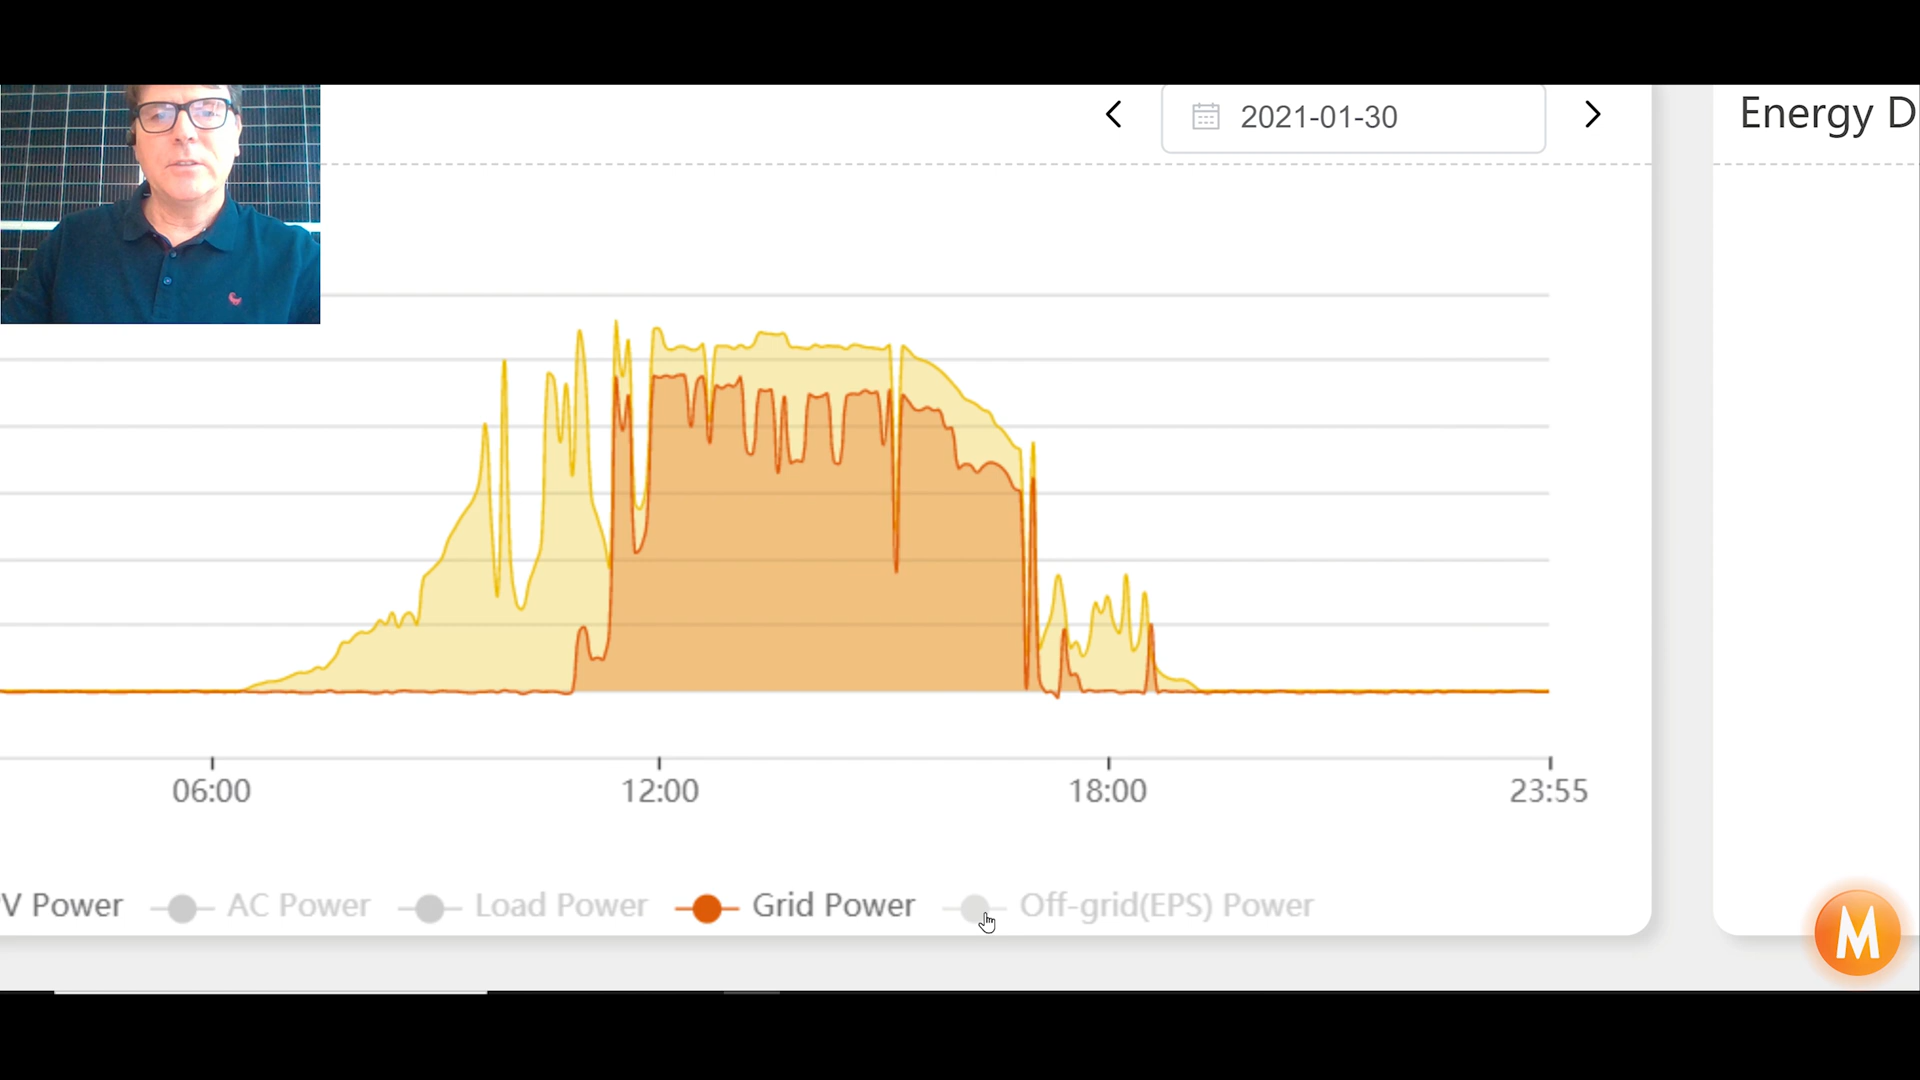 2021-01-30
Energy D
06:00
12:00
18:00
23:55
V Power
AC Power
Load Power
Grid Power
Off-grid(EPS) Power
M